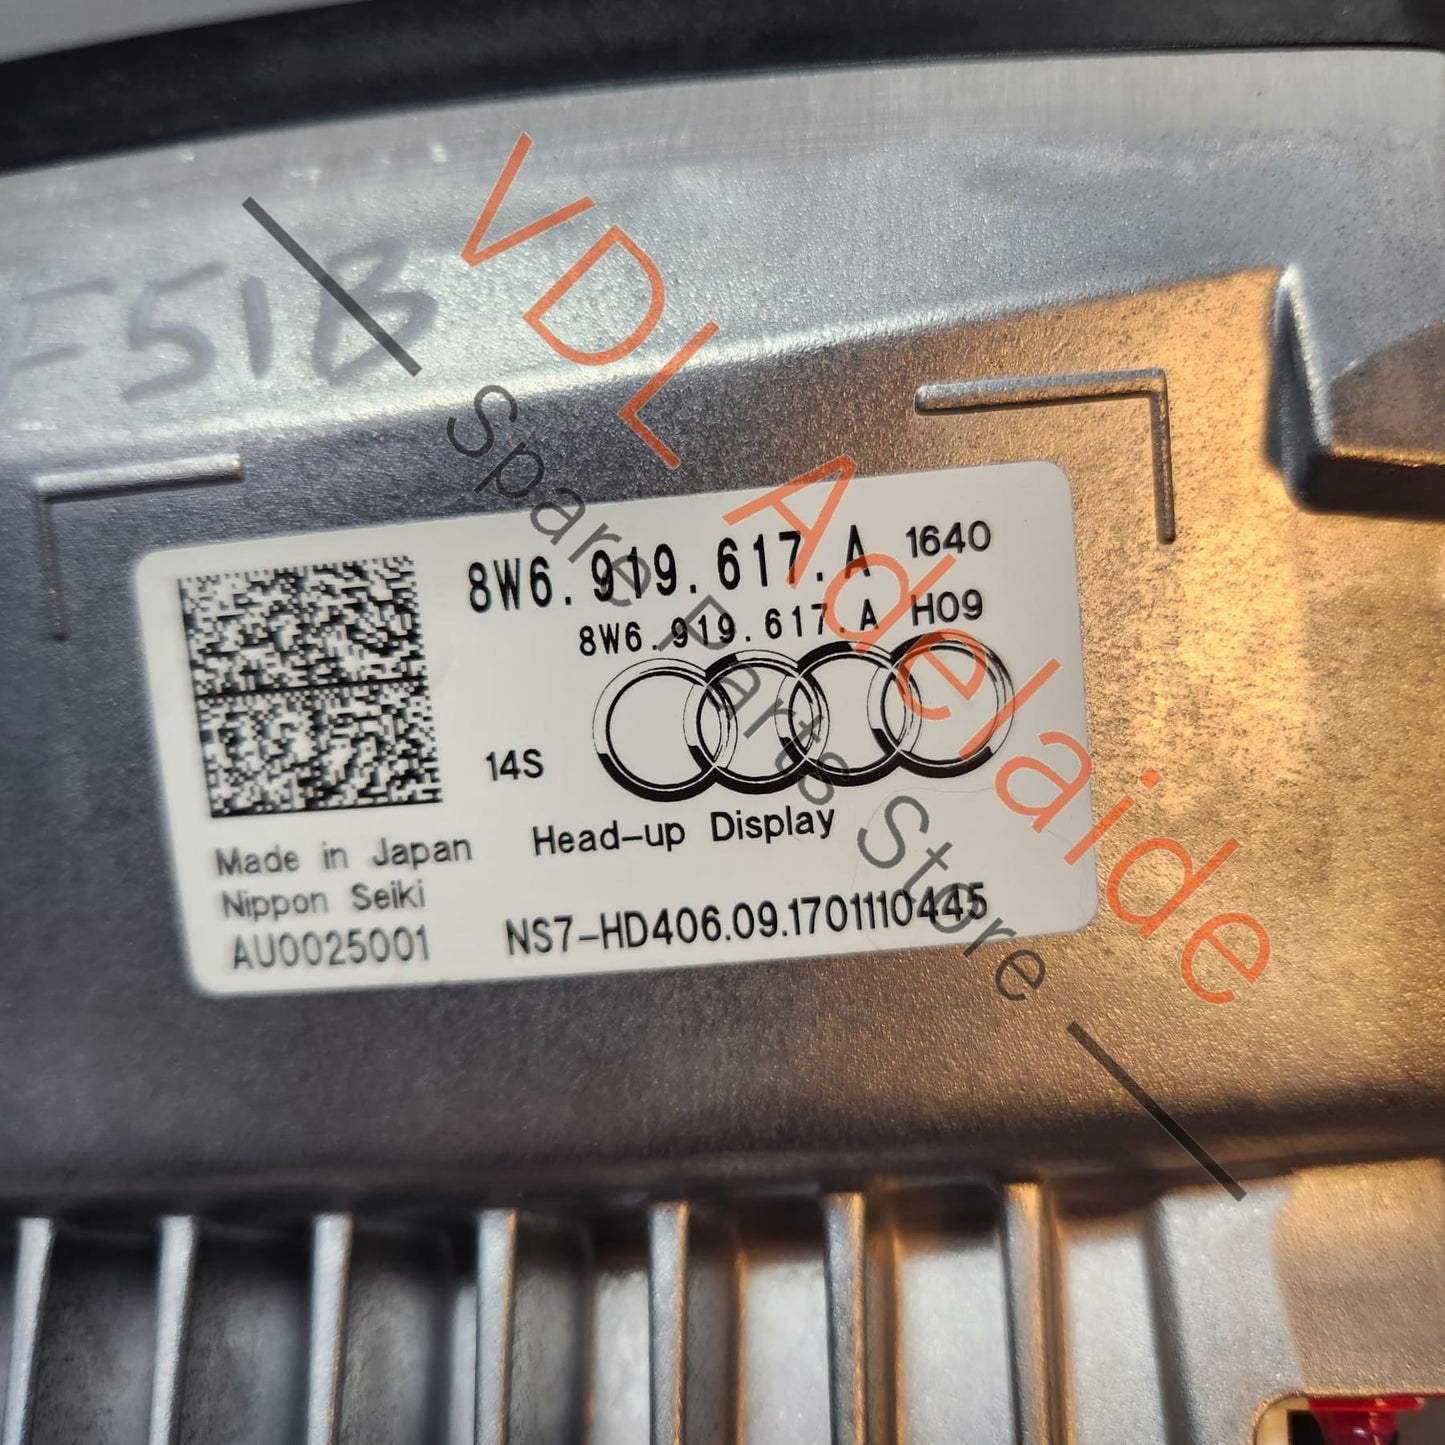 F51B
VDL Adelaide
Spare Parts Store
8W6.919.617.A 1640
8W6.919.617.A H09
14S
Head-up Display
Made in Japan
Nippon Seiki
AU0025001
NS7-HD406.09.1701110445